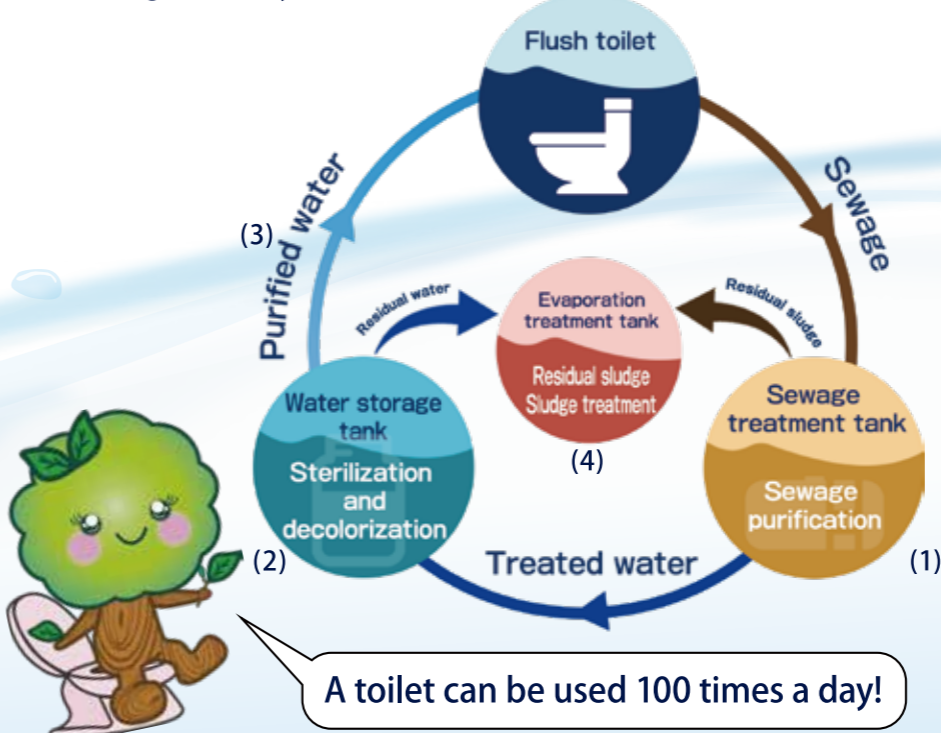 Flush toilet
Sewage
Purified water
(3)
Residual water
Evaporation
treatment tank
Residual sludge
Sludge treatment
(4)
Residual sludge
Water storage
tank
Sterilization
and
decolorization
(2)
Sewage
treatment tank
Sewage
purification
(1)
Treated water
A toilet can be used 100 times a day!